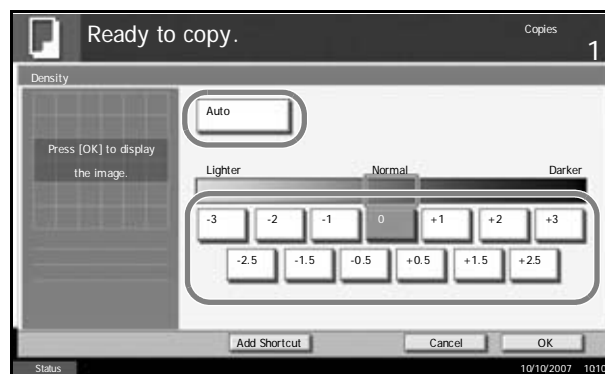 Ready to copy.
Copies
1
Density
Auto
Press [OK] to display
the image.
Lighter Normal Darker
-3 -2 -1 0 +1 +2 +3
-2.5 -1.5 -0.5 +0.5 +1.5 +2.5
Add Shortcut Cancel OK
Status 10/10/2007 10:10